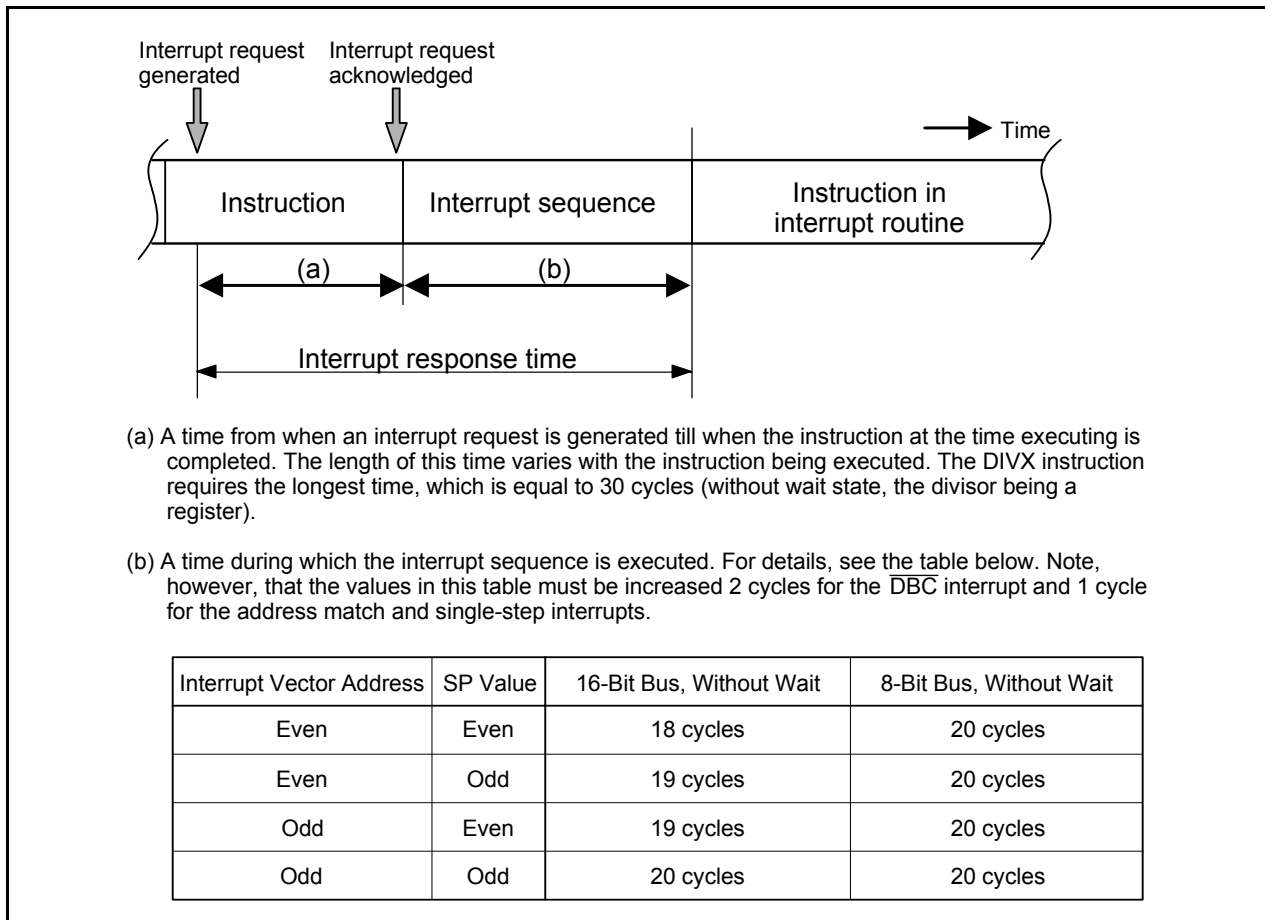 Interrupt request generated
Interrupt request acknowledged
Time
Instruction
Interrupt sequence
Instruction in
interrupt routine
(a)
(b)
Interrupt response time
(a) A time from when an interrupt request is generated till when the instruction at the time executing is
completed. The length of this time varies with the instruction being executed. The DIVX instruction
requires the longest time, which is equal to 30 cycles (without wait state, the divisor being a
register).
(b) A time during which the interrupt sequence is executed. For details, see the table below. Note,
however, that the values in this table must be increased 2 cycles for the DBC interrupt and 1 cycle
for the address match and single-step interrupts.
Interrupt Vector Address SP Value 16-Bit Bus, Without Wait 8-Bit Bus, Without Wait
Even Even 18 cycles 20 cycles
Even Odd 19 cycles 20 cycles
Odd Even 19 cycles 20 cycles
Odd Odd 20 cycles 20 cycles